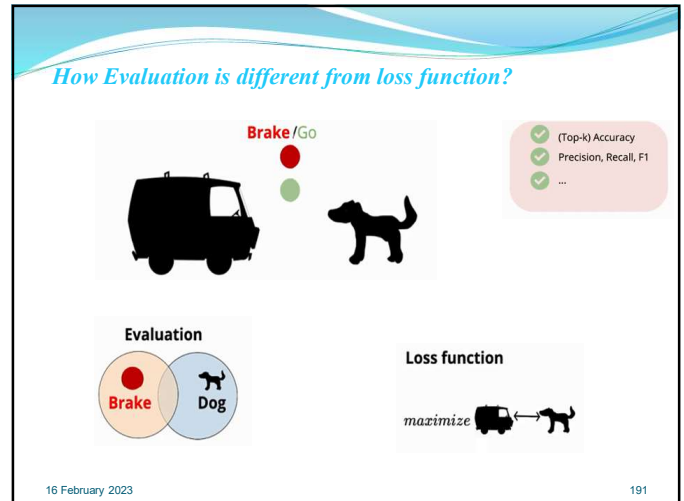 How Evaluation is different from loss function?
Brake/Go
(Top-k) Accuracy
Precision, Recall, F1
...
Evaluation
Brake
Dog
Loss function
maximize
16 February 2023
191